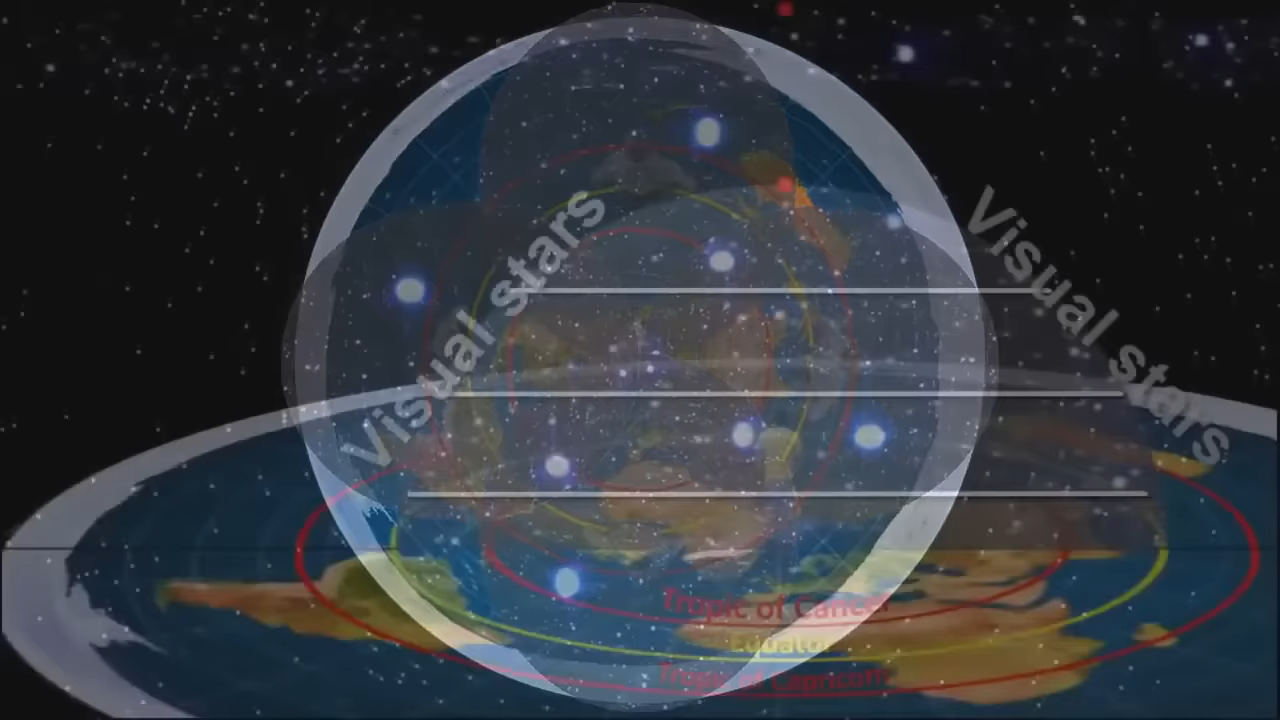 Visual stars
Visual stars
Tropic of Cancer
Equator
Tropic of Capricorn